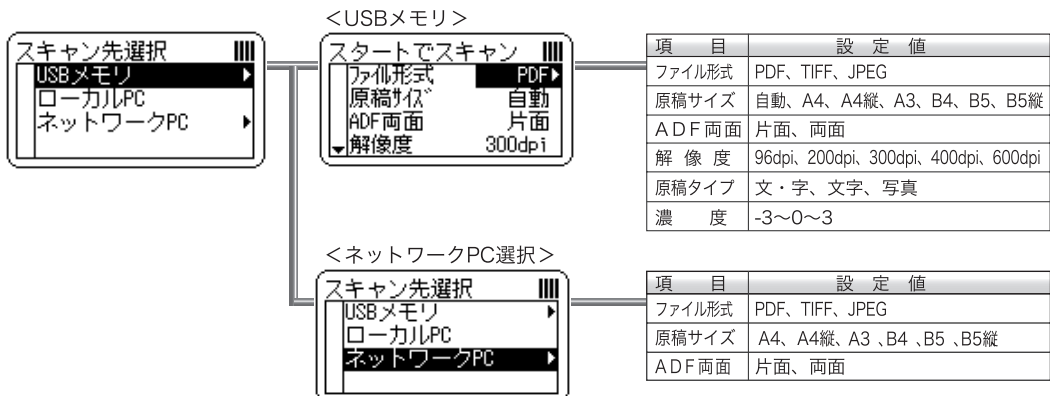 スキャン先選択
USBメモリ
ローカルPC
ネットワークPC
＜USBメモリ＞
スタートでスキャン
ファイル形式 PDF
原稿サイズ 自動
ADF両面 片面
解像度 300dpi
項　目 設　定　値
ファイル形式 PDF、TIFF、JPEG
原稿サイズ 自動、A4、A4縦、A3、B4、B5、B5縦
ＡＤＦ両面 片面、両面
解　像　度 96dpi、200dpi、300dpi、400dpi、600dpi
原稿タイプ 文・字、文字、写真
濃　度 -3～0～3
＜ネットワークPC選択＞
スキャン先選択
USBメモリ
ローカルPC
ネットワークPC
項　目 設　定　値
ファイル形式 PDF、TIFF、JPEG
原稿サイズ A4、A4縦、A3 、B4 、B5 、B5縦
ＡＤＦ両面 片面、両面